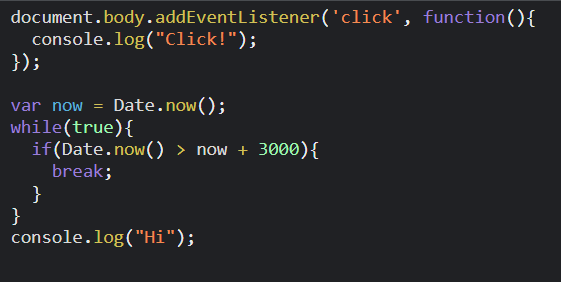 document.body.addEventListener('click', function(){
  console.log("Click!");
});

var now = Date.now();
while(true){
  if(Date.now() > now + 3000){
    break;
  }
}
console.log("Hi");